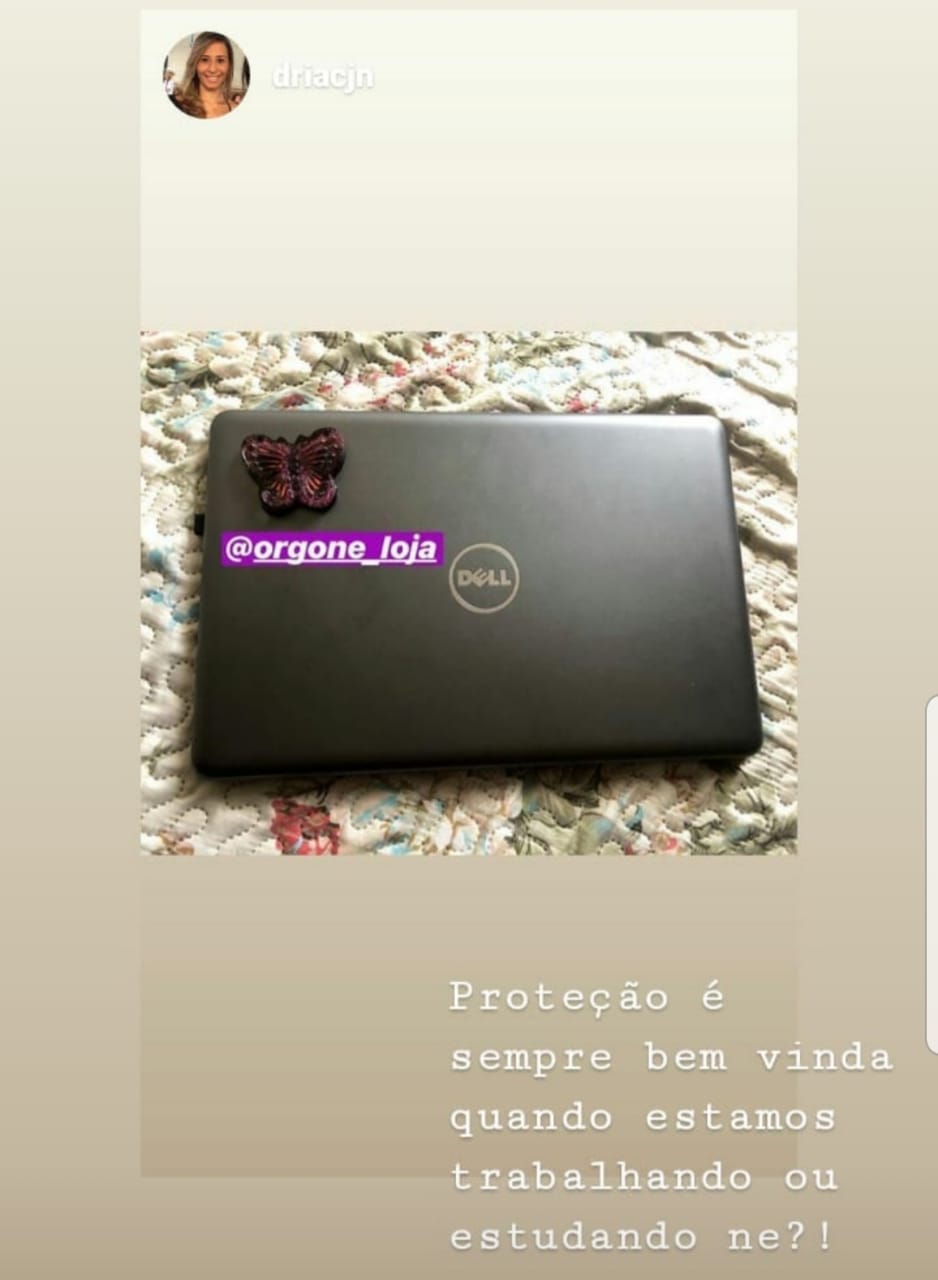 driacjn
@orgone_loja
DELL
Proteção é
sempre bem vinda
quando estamos
trabalhando ou
estudando ne?!